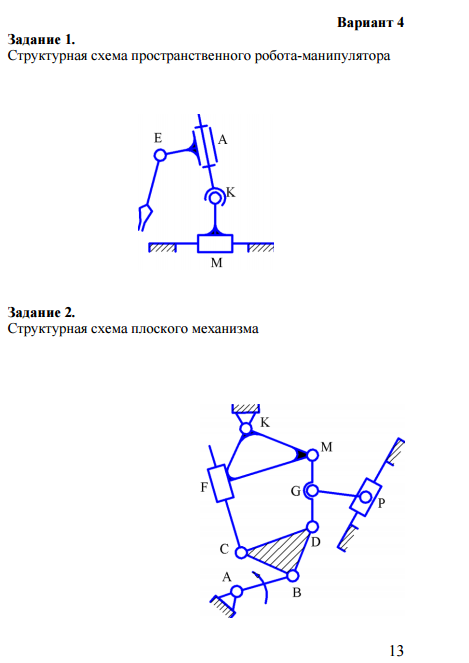 Вариант 4
Задание 1.
Структурная схема пространственного робота-манипулятора
E
A
K
M
Задание 2.
Структурная схема плоского механизма
K
M
F
G
P
D
C
A
B
13